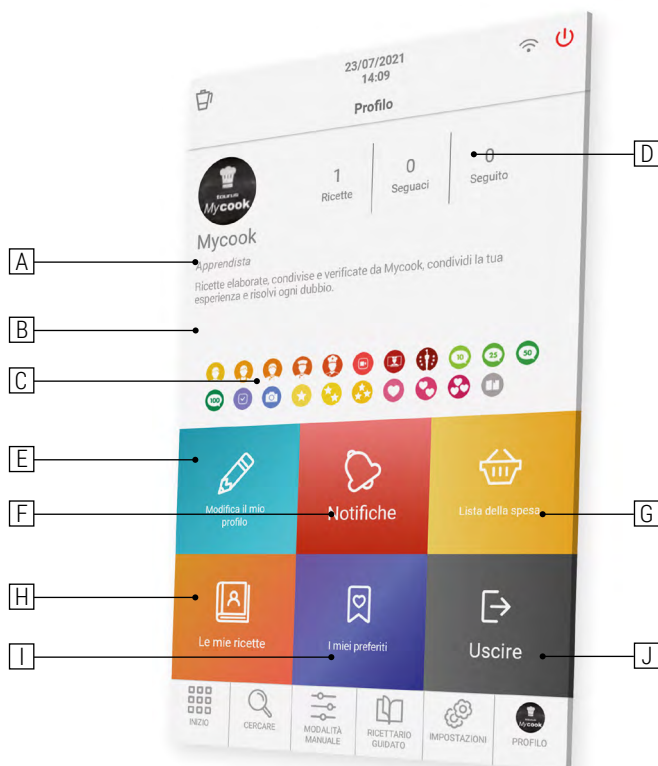 23/07/2021
14:09
Profilo
taurus
Mycook
1
Ricette
0
Seguaci
0
Seguito
D
Mycook
A
Apprendista
Ricette elaborate, condivise e verificate da Mycook, condividi la tua
esperienza e risolvi ogni dubbio.
B
C
10
25
50
100
E
Modifica il mio
profilo
F
Notifiche
Lista della spesa
G
H
Le mie ricette
I
I miei preferiti
Uscire
J
INIZIO
CERCARE
MODALITÀ
MANUALE
RICETTARIO
GUIDATO
IMPOSTAZIONI
Mycook
PROFILO